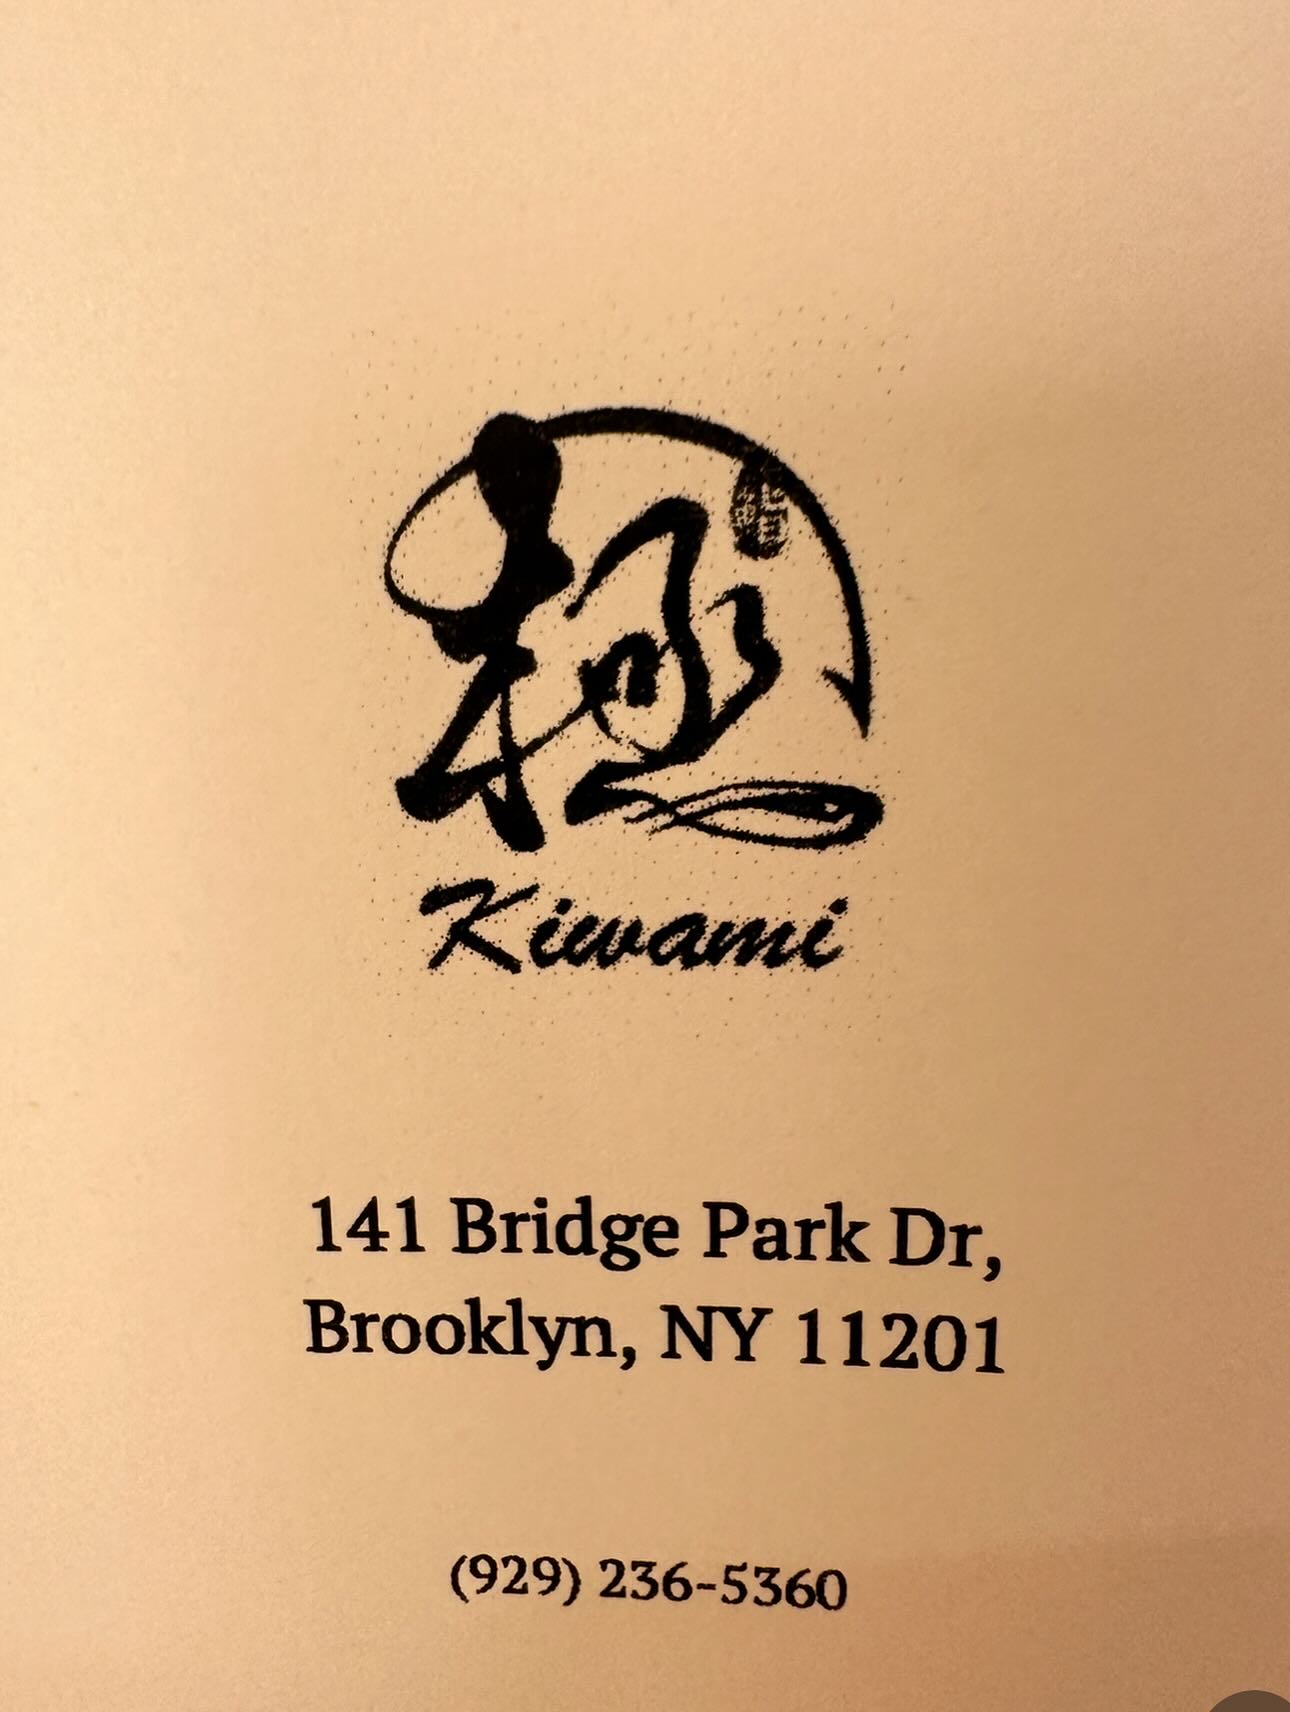 極
Kiwami
141 Bridge Park Dr,
Brooklyn, NY 11201
(929) 236-5360